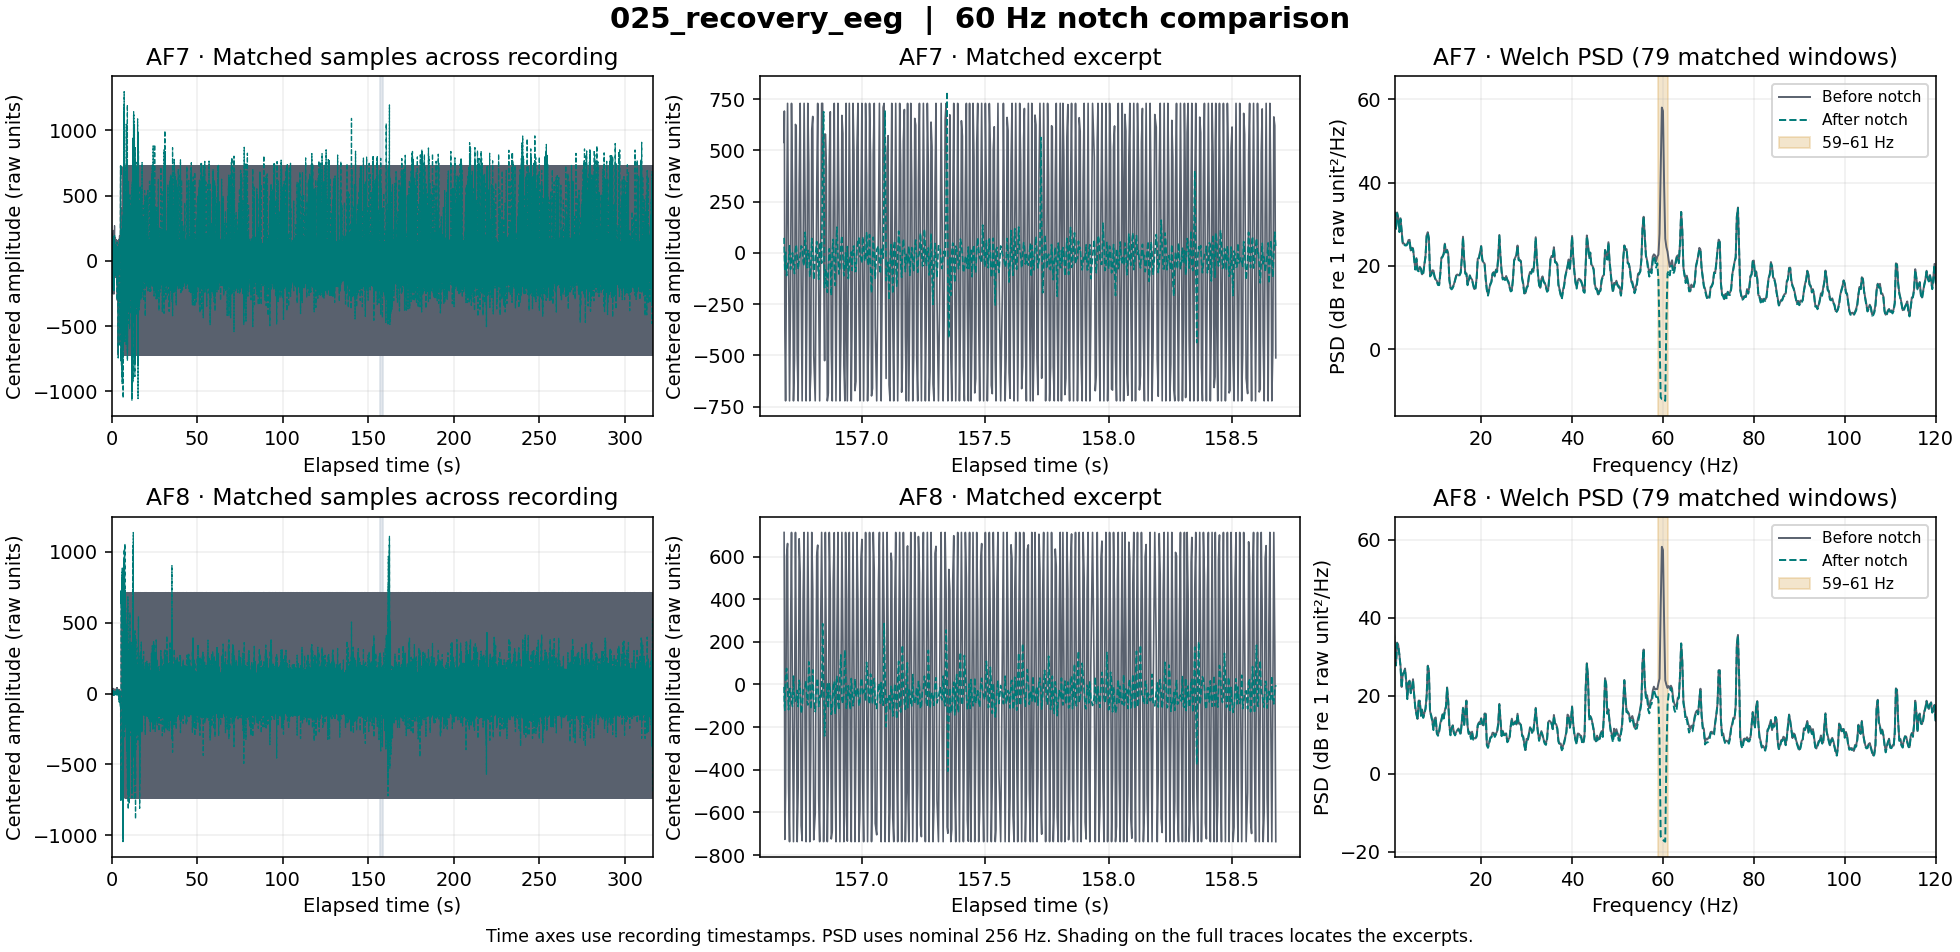 025_recovery_eeg | 60 Hz notch comparison
AF7 · Matched samples across recording
Centered amplitude (raw units)
1000
500
0
−500
−1000
0 50 100 150 200 250 300
Elapsed time (s)
AF7 · Matched excerpt
Centered amplitude (raw units)
750
500
250
0
−250
−500
−750
157.0 157.5 158.0 158.5
Elapsed time (s)
AF7 · Welch PSD (79 matched windows)
PSD (dB re 1 raw unit²/Hz)
60
40
20
0
20 40 60 80 100 120
Frequency (Hz)
Before notch
After notch
59–61 Hz
AF8 · Matched samples across recording
Centered amplitude (raw units)
1000
500
0
−500
−1000
0 50 100 150 200 250 300
Elapsed time (s)
AF8 · Matched excerpt
Centered amplitude (raw units)
600
400
200
0
−200
−400
−600
−800
157.0 157.5 158.0 158.5
Elapsed time (s)
AF8 · Welch PSD (79 matched windows)
PSD (dB re 1 raw unit²/Hz)
60
40
20
0
−20
20 40 60 80 100 120
Frequency (Hz)
Before notch
After notch
59–61 Hz
Time axes use recording timestamps. PSD uses nominal 256 Hz. Shading on the full traces locates the excerpts.